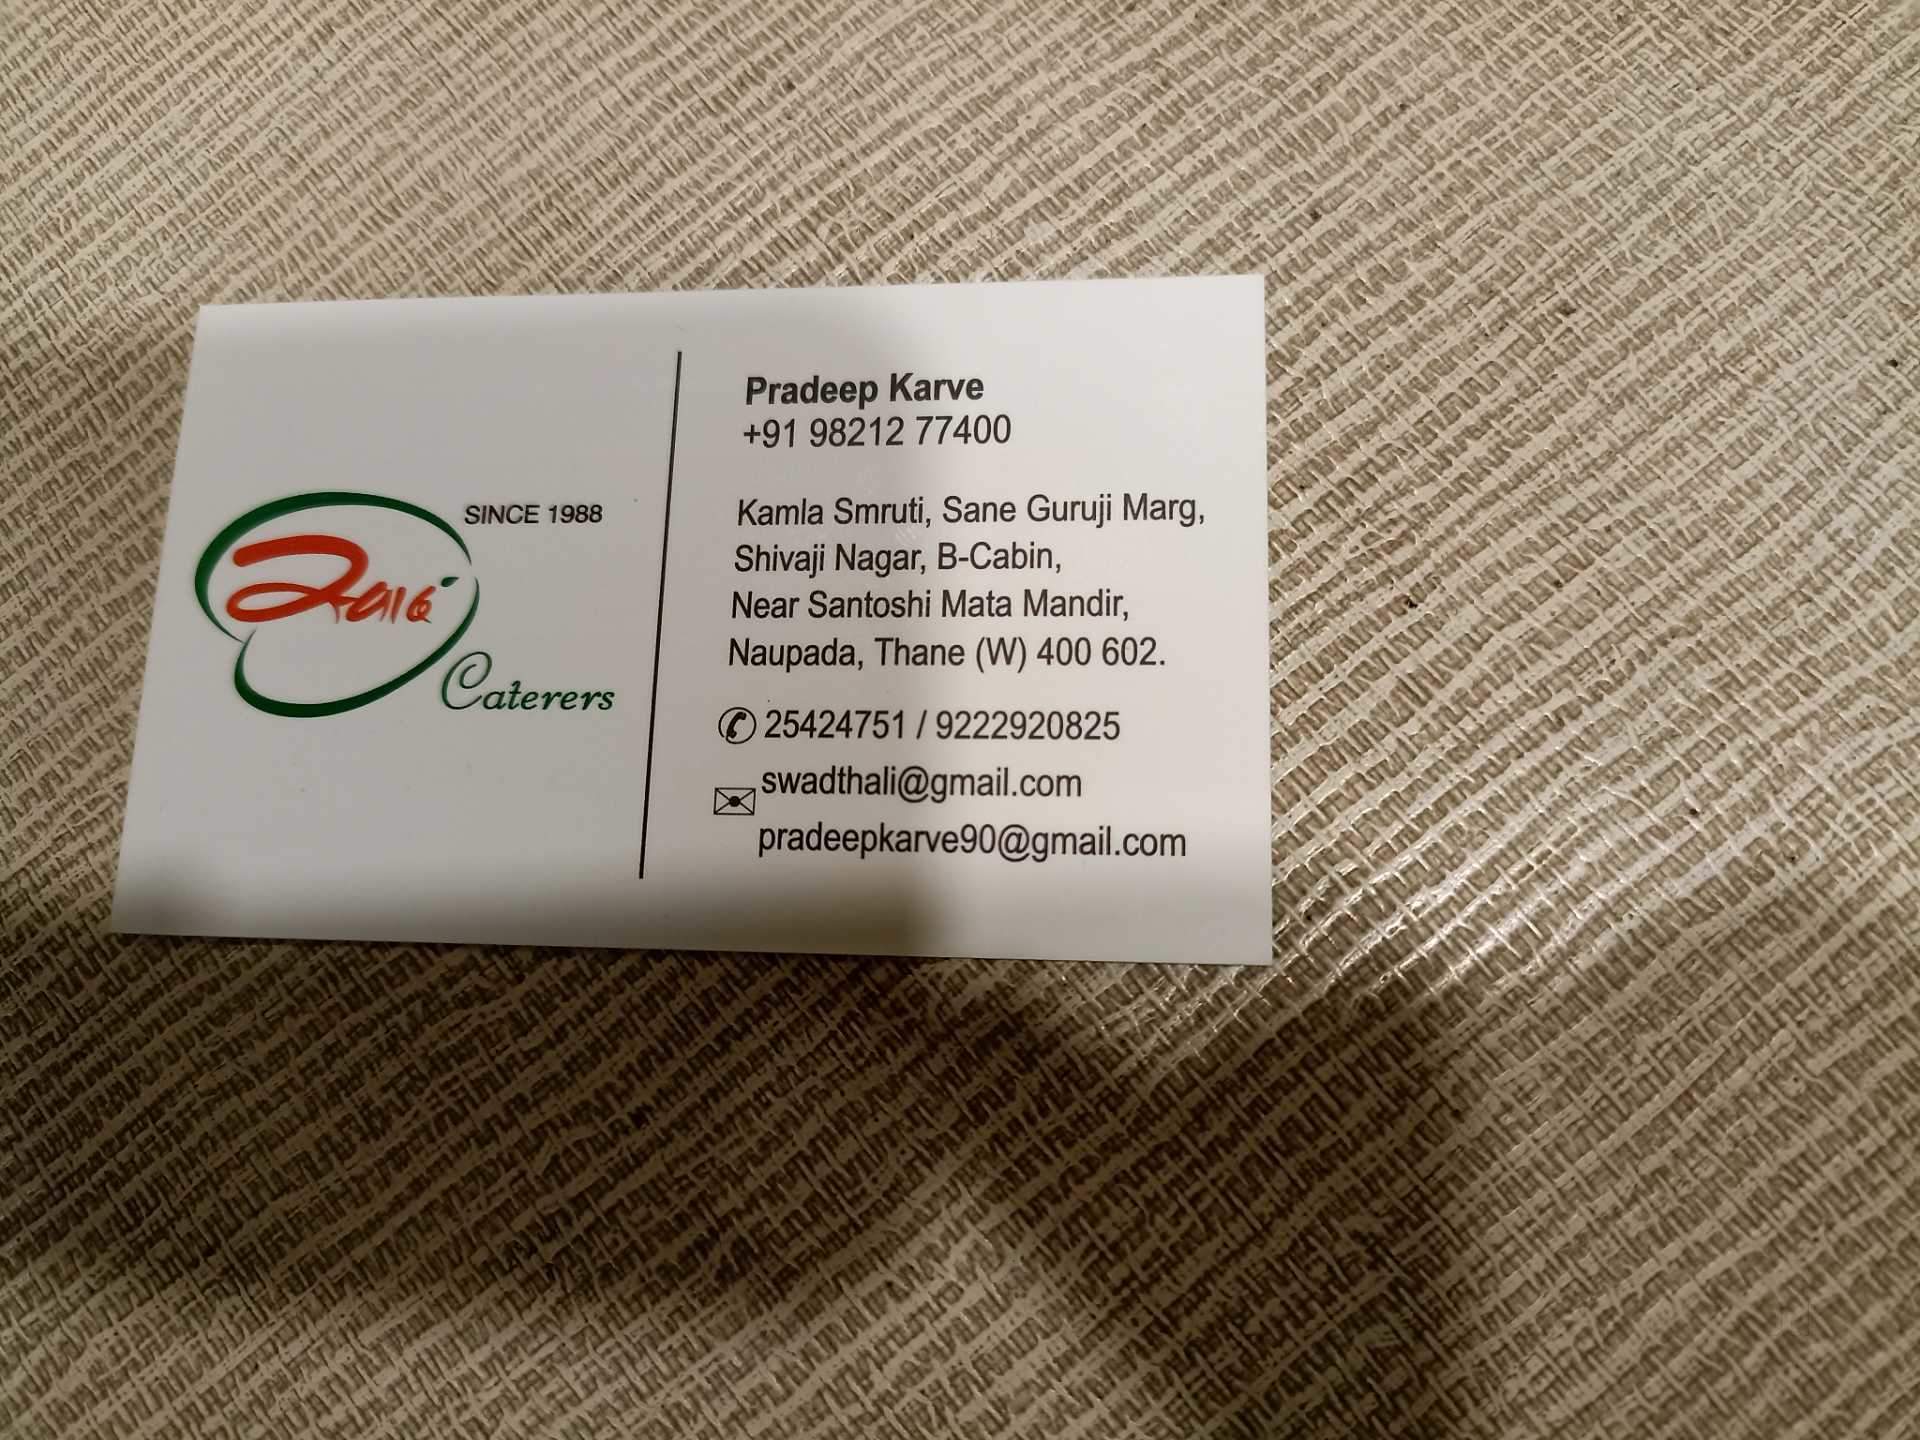 SINCE 1988
स्वाद
Caterers
Pradeep Karve
+91 98212 77400
Kamla Smruti, Sane Guruji Marg,
Shivaji Nagar, B-Cabin,
Near Santoshi Mata Mandir,
Naupada, Thane (W) 400 602.
25424751 / 9222920825
swadthali@gmail.com
pradeepkarve90@gmail.com